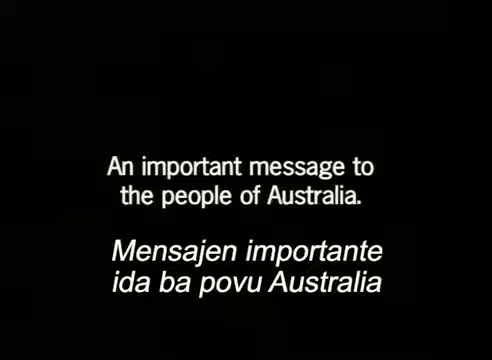 An important message to
the people of Australia.
Mensajen importante
ida ba povu Australia